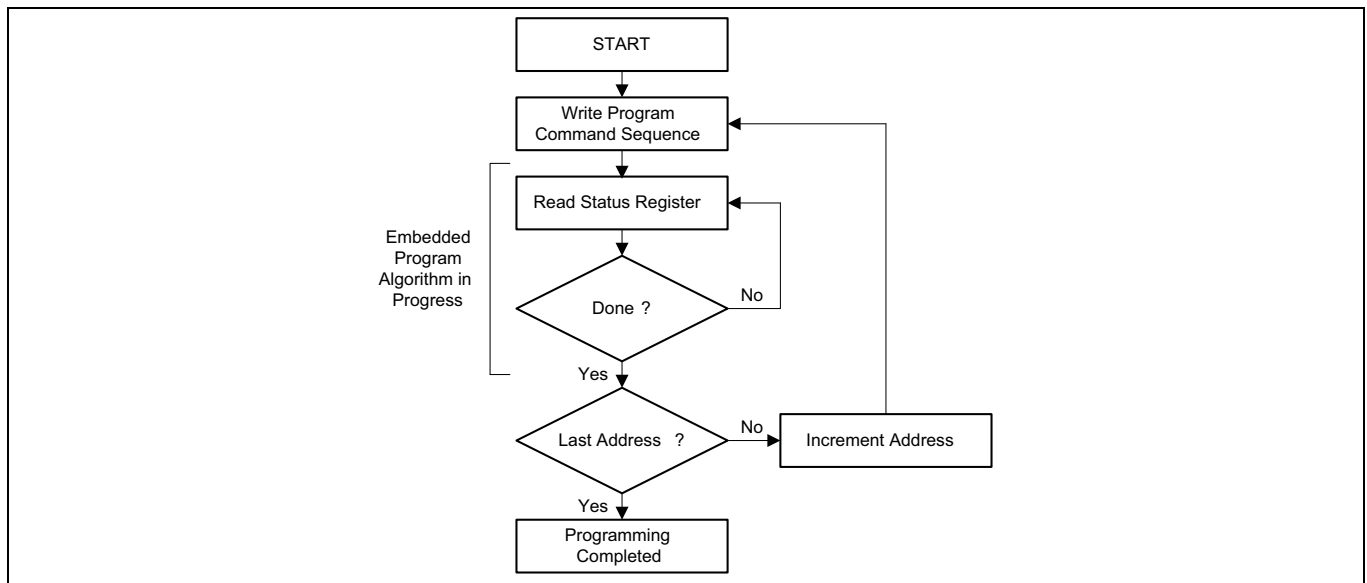 START
Write Program
Command Sequence
Read Status Register
Embedded
Program
Algorithm in
Progress
Done ?
No
Yes
Last Address ?
No
Increment Address
Yes
Programming
Completed